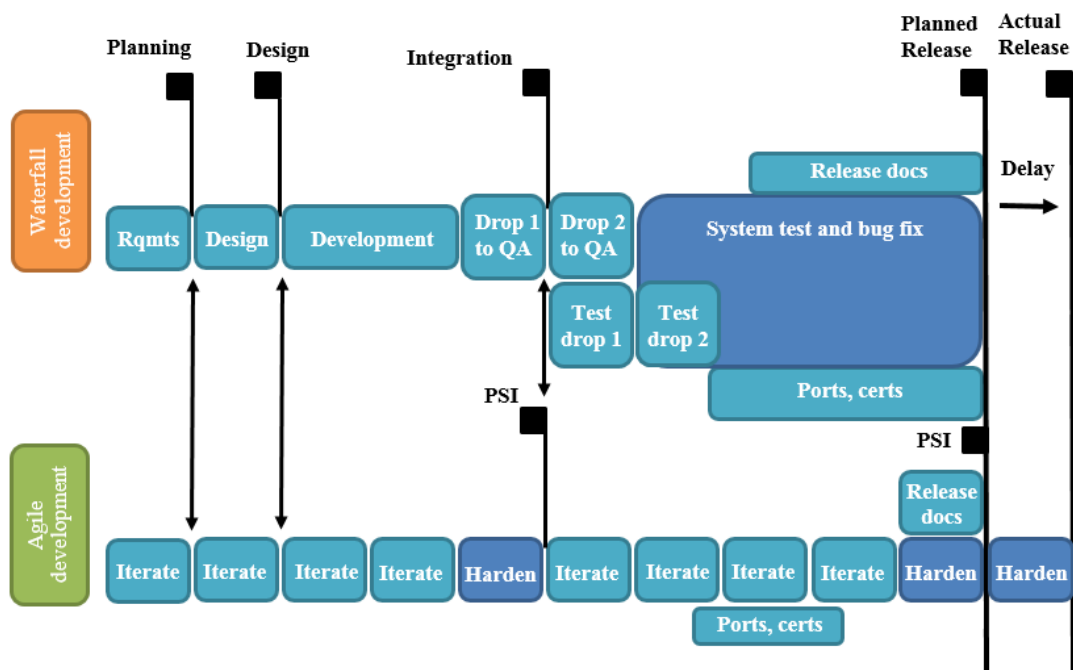 Planning
Design
Integration
Planned
Release
Actual
Release
Waterfall
development
Release docs
Delay
Rqmts
Design
Development
Drop 1
to QA
Drop 2
to QA
System test and bug fix
Test
drop 1
Test
drop 2
Ports, certs
PSI
PSI
Agile
development
Release
docs
Iterate
Iterate
Iterate
Iterate
Harden
Iterate
Iterate
Iterate
Iterate
Harden
Harden
Ports, certs